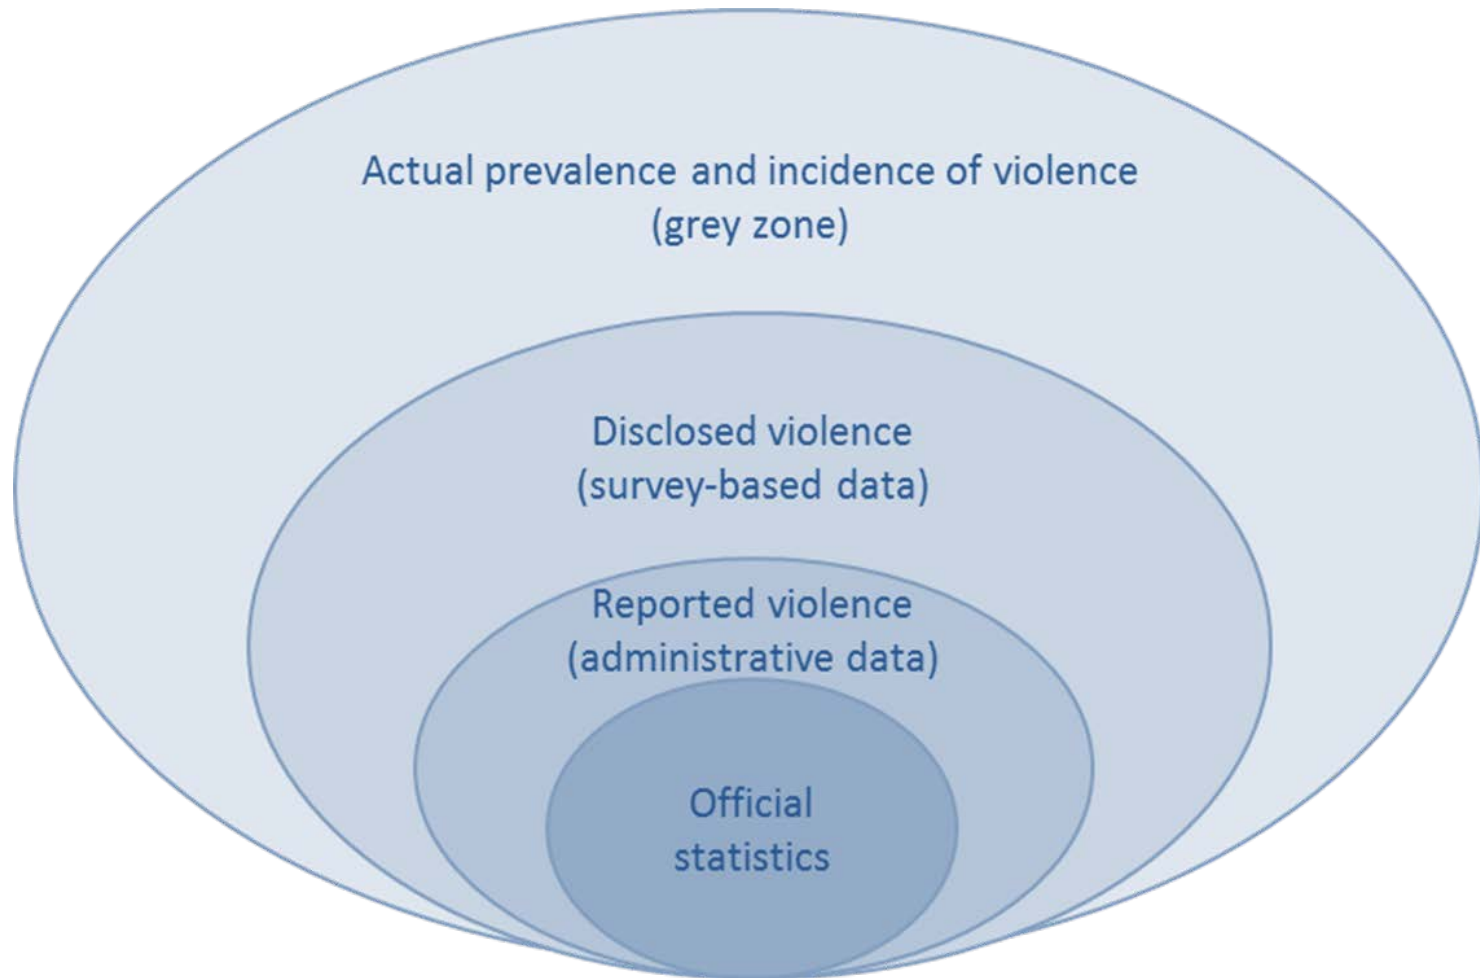 Actual prevalence and incidence of violence
(grey zone)
Disclosed violence
(survey-based data)
Reported violence
(administrative data)
Official
statistics